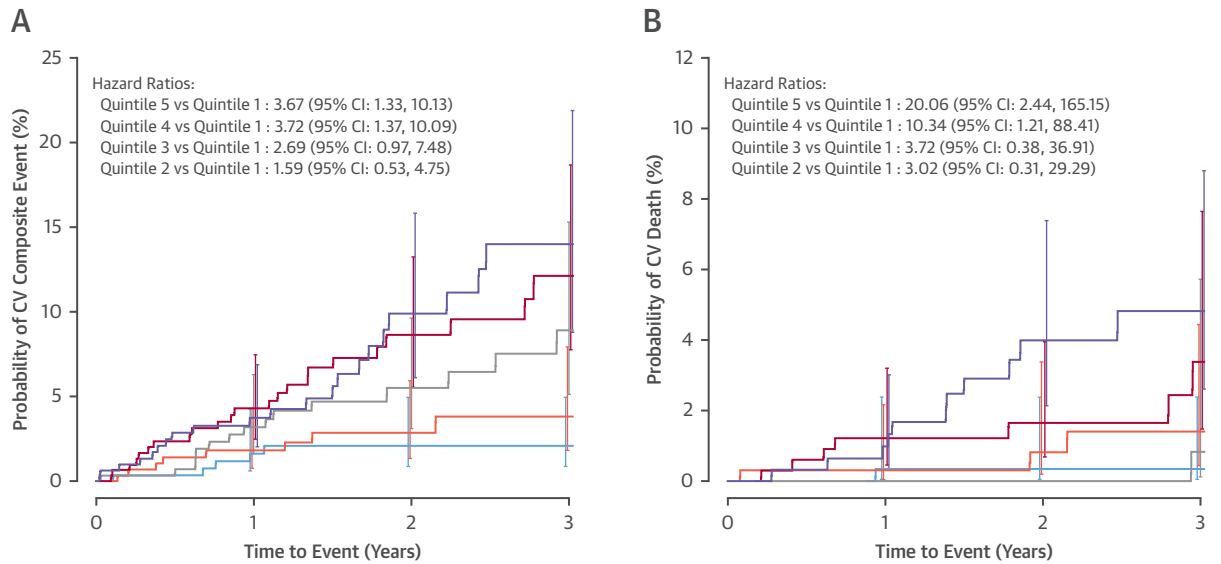 A
Probability of CV Composite Event (%)
25
20
15
10
5
0
Hazard Ratios:
Quintile 5 vs Quintile 1 : 3.67 (95% CI: 1.33, 10.13)
Quintile 4 vs Quintile 1 : 3.72 (95% CI: 1.37, 10.09)
Quintile 3 vs Quintile 1 : 2.69 (95% CI: 0.97, 7.48)
Quintile 2 vs Quintile 1 : 1.59 (95% CI: 0.53, 4.75)
0 1 2 3
Time to Event (Years)
B
Probability of CV Death (%)
12
10
8
6
4
2
0
Hazard Ratios:
Quintile 5 vs Quintile 1 : 20.06 (95% CI: 2.44, 165.15)
Quintile 4 vs Quintile 1 : 10.34 (95% CI: 1.21, 88.41)
Quintile 3 vs Quintile 1 : 3.72 (95% CI: 0.38, 36.91)
Quintile 2 vs Quintile 1 : 3.02 (95% CI: 0.31, 29.29)
0 1 2 3
Time to Event (Years)